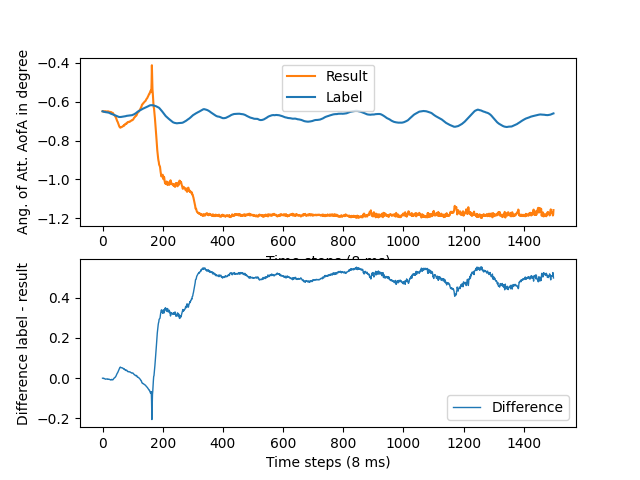 Ang. of Att. AofA in degree
−0.4
−0.6
−0.8
−1.0
−1.2
Result
Label
0 200 400 600 800 1000 1200 1400
Time steps (8 ms)
Difference label - result
0.4
0.2
0.0
−0.2
Difference
0 200 400 600 800 1000 1200 1400
Time steps (8 ms)